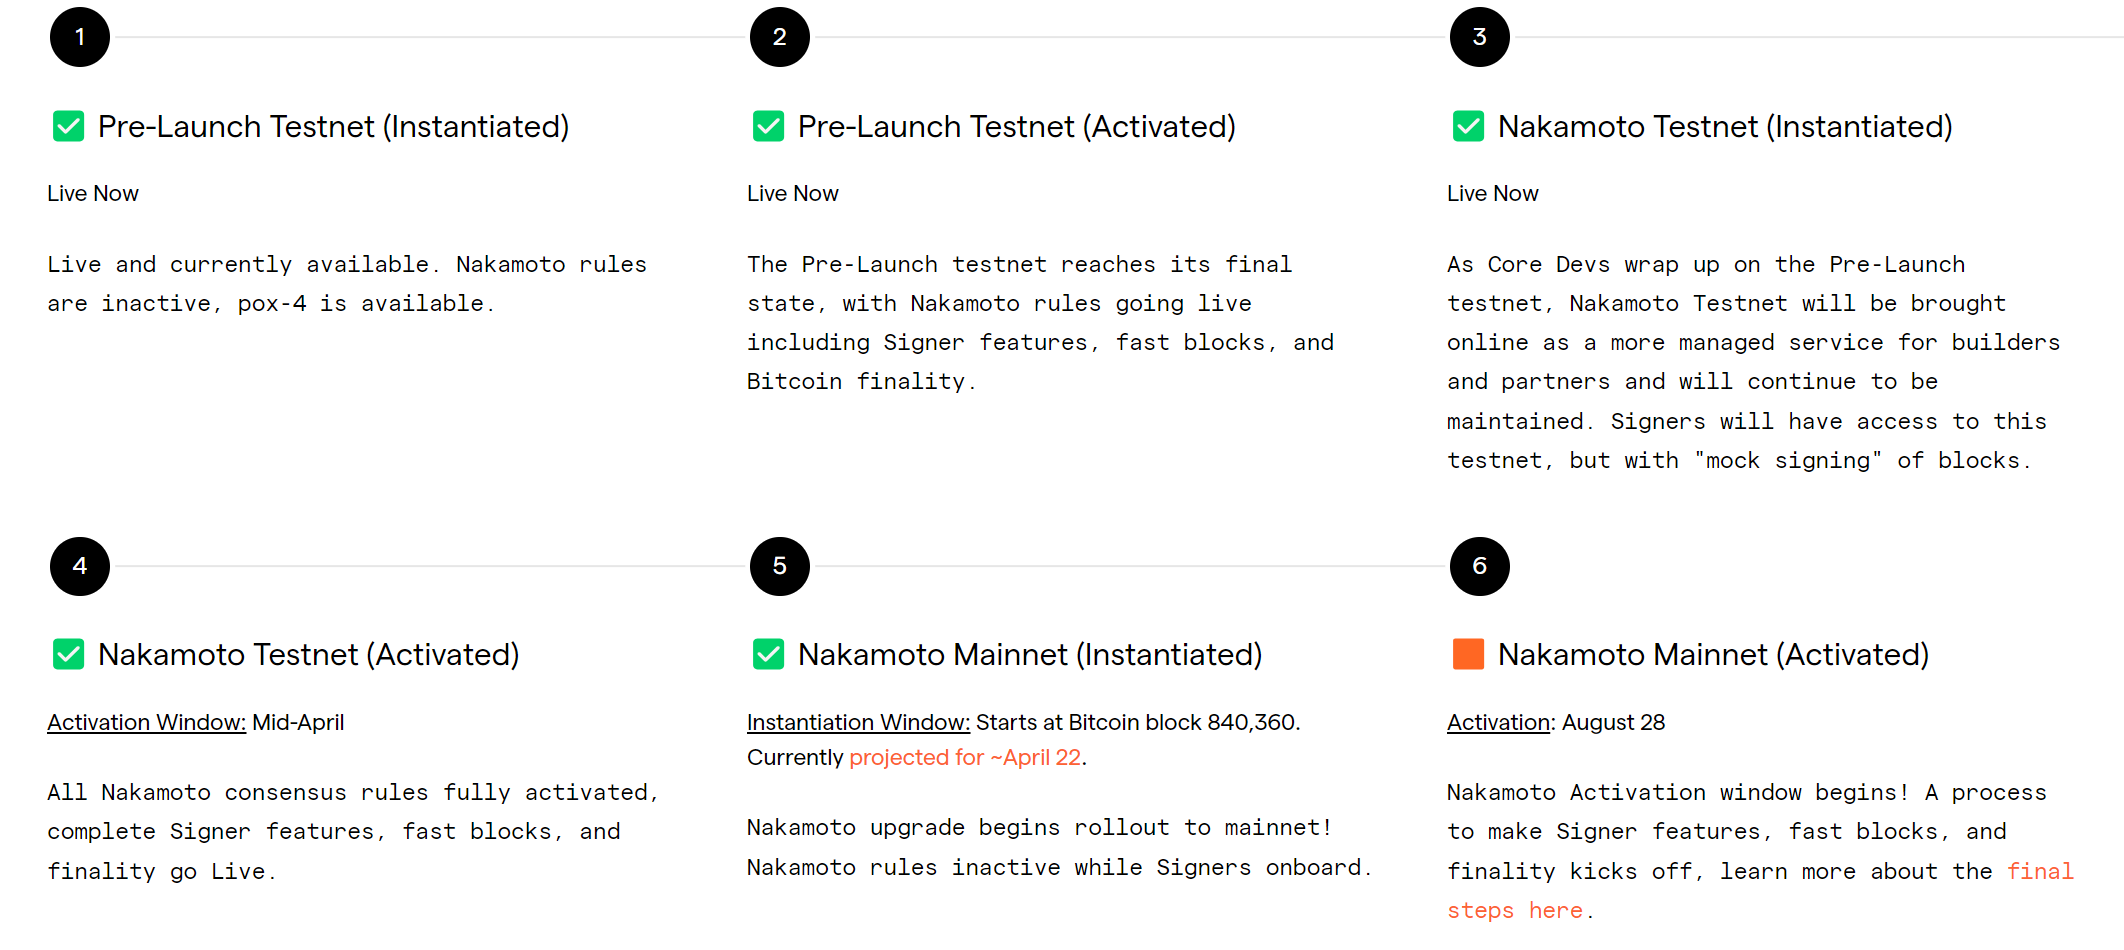 1
Pre-Launch Testnet (Instantiated)
Live Now
Live and currently available. Nakamoto rules
are inactive, pox-4 is available.
2
Pre-Launch Testnet (Activated)
Live Now
The Pre-Launch testnet reaches its final
state, with Nakamoto rules going live
including Signer features, fast blocks, and
Bitcoin finality.
3
Nakamoto Testnet (Instantiated)
Live Now
As Core Devs wrap up on the Pre-Launch
testnet, Nakamoto Testnet will be brought
online as a more managed service for builders
and partners and will continue to be
maintained. Signers will have access to this
testnet, but with "mock signing" of blocks.
4
Nakamoto Testnet (Activated)
Activation Window: Mid-April
All Nakamoto consensus rules fully activated,
complete Signer features, fast blocks, and
finality go Live.
5
Nakamoto Mainnet (Instantiated)
Instantiation Window: Starts at Bitcoin block 840,360.
Currently projected for ~April 22.
Nakamoto upgrade begins rollout to mainnet!
Nakamoto rules inactive while Signers onboard.
6
Nakamoto Mainnet (Activated)
Activation: August 28
Nakamoto Activation window begins! A process
to make Signer features, fast blocks, and
finality kicks off, learn more about the final
steps here.